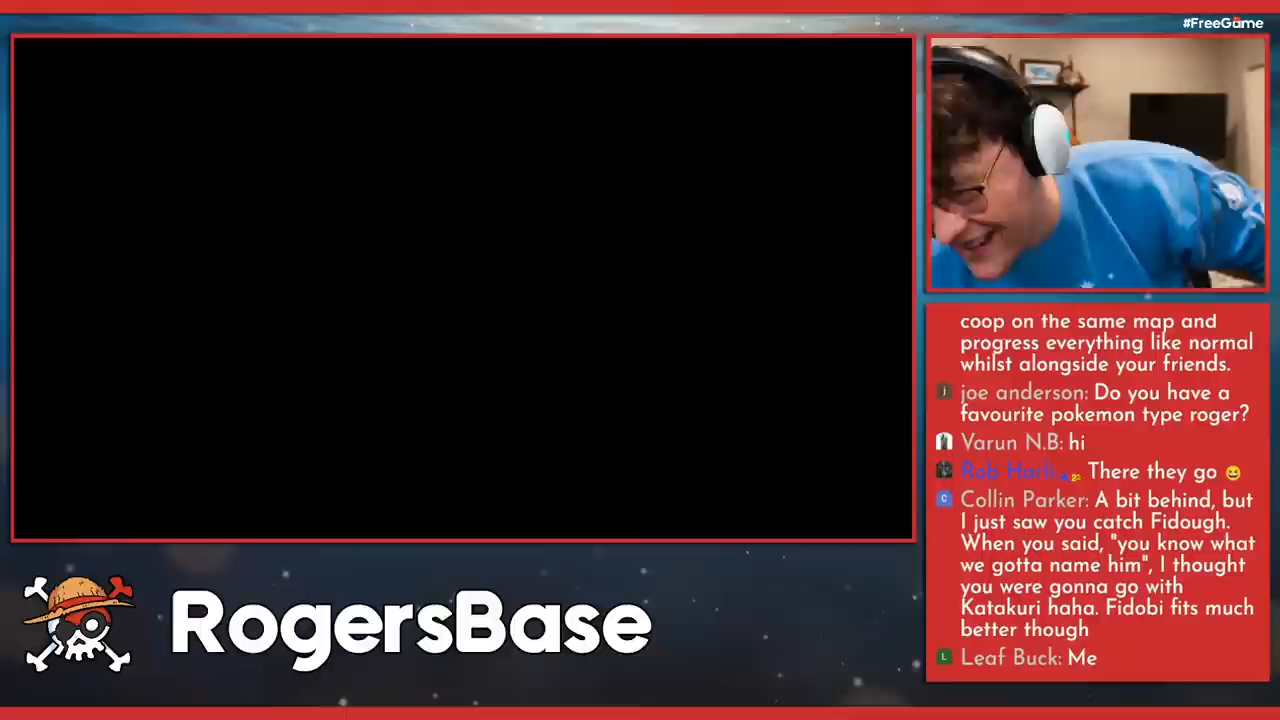 #FreeGame
coop on the same map and
progress everything like normal
whilst alongside your friends.
j joe anderson: Do you have a
favourite pokemon type roger?
Varun N.B: hi
Rob Harli: There they go
C Collin Parker: A bit behind, but
I just saw you catch Fidough.
When you said, "you know what
we gotta name him", I thought
you were gonna go with
Katakuri haha. Fidobi fits much
better though
L Leaf Buck: Me
RogersBase